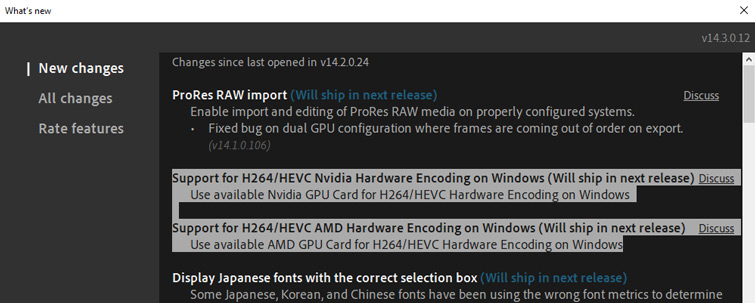 What's new
v14.3.0.12
New changes
All changes
Rate features
Changes since last opened in v14.2.0.24
ProRes RAW import (Will ship in next release) Discuss
Enable import and editing of ProRes RAW media on properly configured systems.
• Fixed bug on dual GPU configuration where frames are coming out of order on export.
(v14.1.0.106)
Support for H264/HEVC Nvidia Hardware Encoding on Windows (Will ship in next release) Discuss
Use available Nvidia GPU Card for H264/HEVC Hardware Encoding on Windows
Support for H264/HEVC AMD Hardware Encoding on Windows (Will ship in next release) Discuss
Use available AMD GPU Card for H264/HEVC Hardware Encoding on Windows
Display Japanese fonts with the correct selection box (Will ship in next release)
Some Japanese, Korean, and Chinese fonts have been using the wrong font metrics to determine